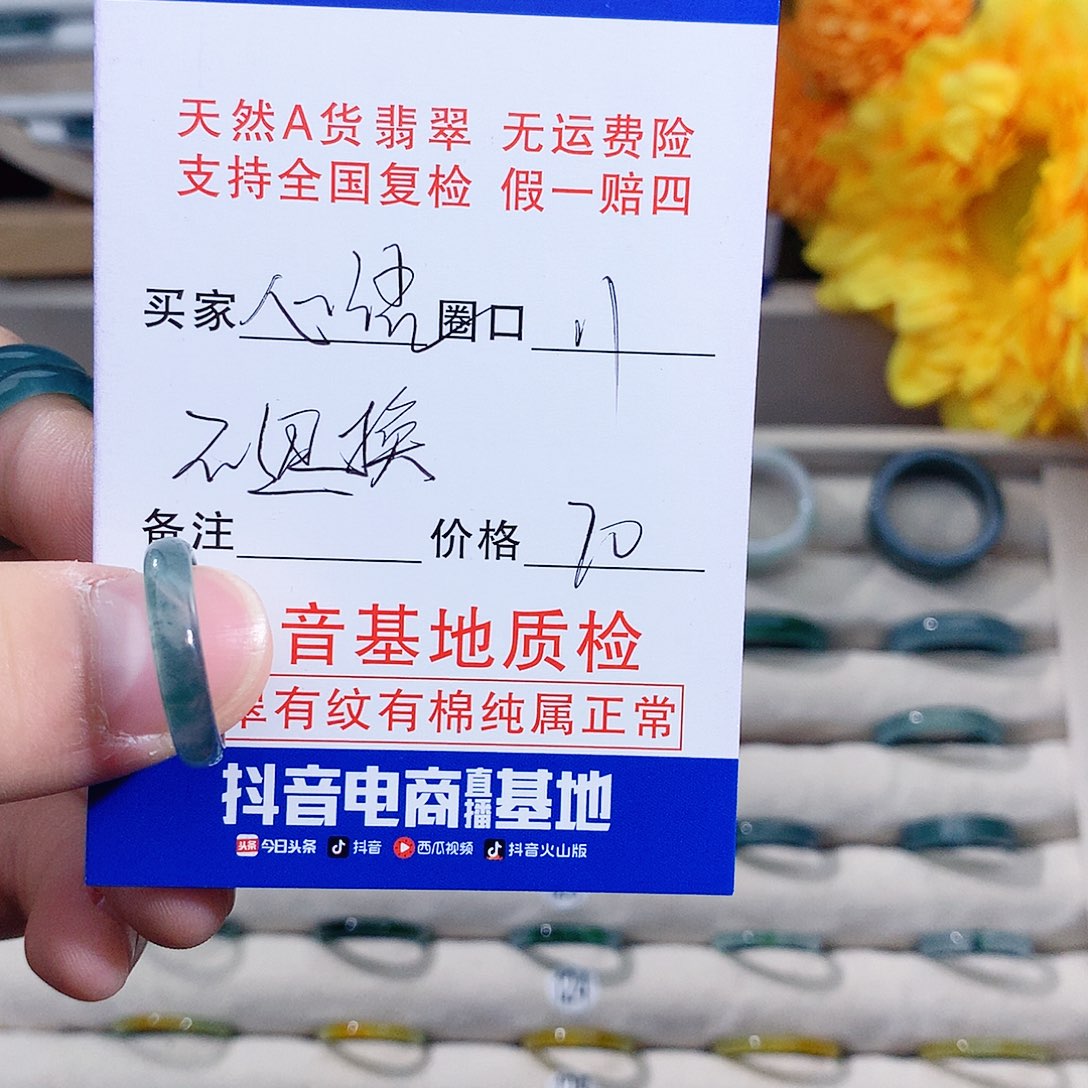 天然A货翡翠 无运费险
支持全国复检 假一赔四
买家 圈口 11
不退换
备注 价格 70
音基地质检
有纹有棉纯属正常
抖音电商直播基地
头条 今日头条 抖音 西瓜视频 抖音火山版